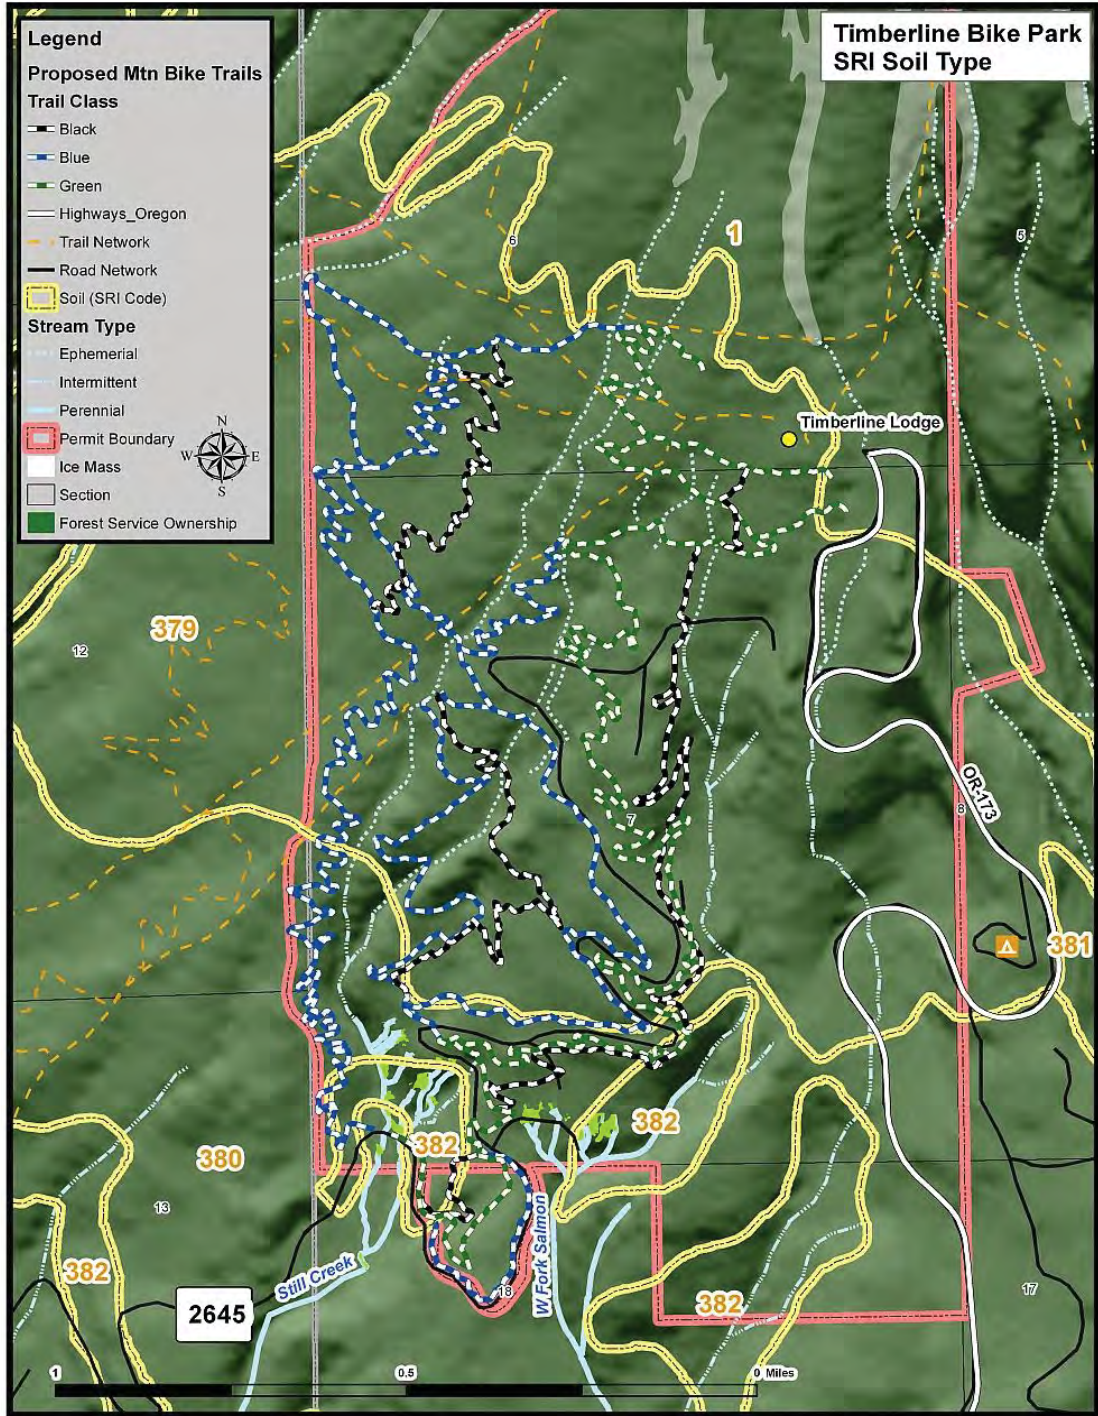 Timberline Bike Park
SRI Soil Type
Legend
Proposed Mtn Bike Trails
Trail Class
Black
Blue
Green
Highways_Oregon
Trail Network
Road Network
Soil (SRI Code)
Stream Type
Ephemerial
Intermittent
Perennial
Permit Boundary
Ice Mass
Section
Forest Service Ownership
N
W E
S
6
1
5
Timberline Lodge
379
12
OR-173
7
8
381
382
382
380
13
Still Creek
W Fork Salmon
382
18
382
17
2645
1 0.5 0 Miles